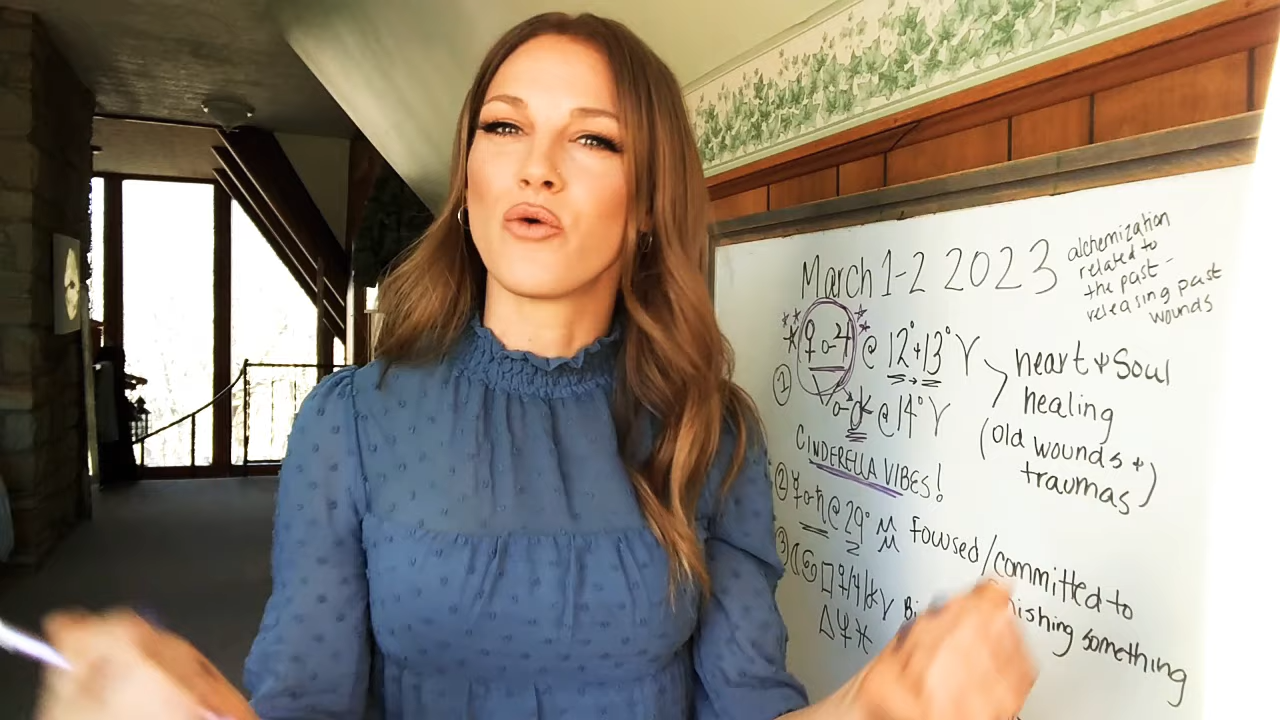 March 1-2 2023
alchemization
related to
the past -
releasing past
wounds
① ♀☌♃ @ 12°→13° ♈
☌⚷ @ 14° ♈
heart + Soul
healing
(old wounds +
traumas)
CINDERELLA VIBES!
② ☿☌♄ @ 29° ♒ Focused/committed to
③ ☽♋ □ ♀/♃/⚷ ♈
△ ♆ ♓
something